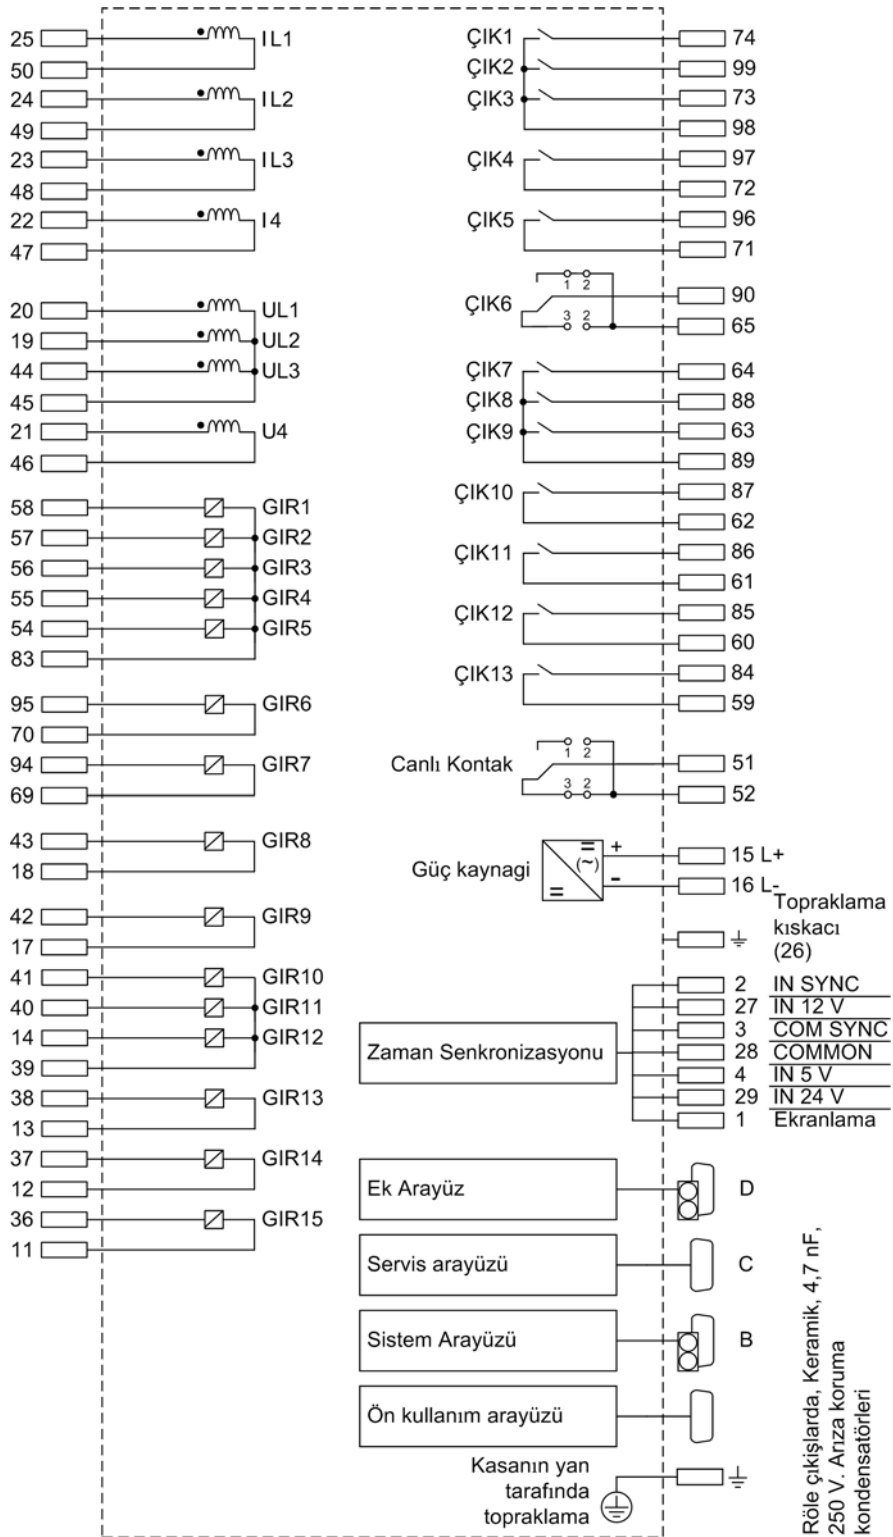 25 IL1
50
24 IL2
49
23 IL3
48
22 I4
47
20 UL1
19 UL2
44 UL3
45
21 U4
46
58 GIR1
57 GIR2
56 GIR3
55 GIR4
54 GIR5
83
95 GIR6
70
94 GIR7
69
43 GIR8
18
42 GIR9
17
41 GIR10
40 GIR11
14 GIR12
39
38 GIR13
13
37 GIR14
12
36 GIR15
11
ÇIK1 74
ÇIK2 99
ÇIK3 73
98
ÇIK4 97
72
ÇIK5 96
71
1 2
ÇIK6 90
3 2
65
ÇIK7 64
ÇIK8 88
ÇIK9 63
89
ÇIK10 87
62
ÇIK11 86
61
ÇIK12 85
60
ÇIK13 84
59
1 2
Canlı Kontak 51
3 2
52
Güç kaynagi = (~) = + - 15 L+
16 L-
Topraklama
kıskacı
(26)
Zaman Senkronizasyonu
2 IN SYNC
27 IN 12 V
3 COM SYNC
28 COMMON
4 IN 5 V
29 IN 24 V
1 Ekranlama
Ek Arayüz D
Servis arayüzü C
Sistem Arayüzü B
Ön kullanım arayüzü
Kasanın yan
tarafında
topraklama
Röle çıkışlarda, Keramik, 4,7 nF,
250 V. Arıza koruma
kondensatörleri